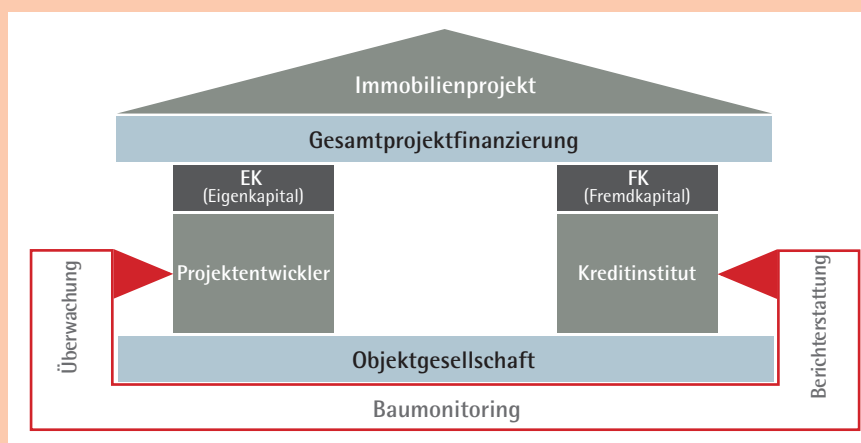 Immobilienprojekt
Gesamtprojektfinanzierung
EK
(Eigenkapital)
FK
(Fremdkapital)
Überwachung
Projektentwickler
Kreditinstitut
Berichterstattung
Objektgesellschaft
Baumonitoring